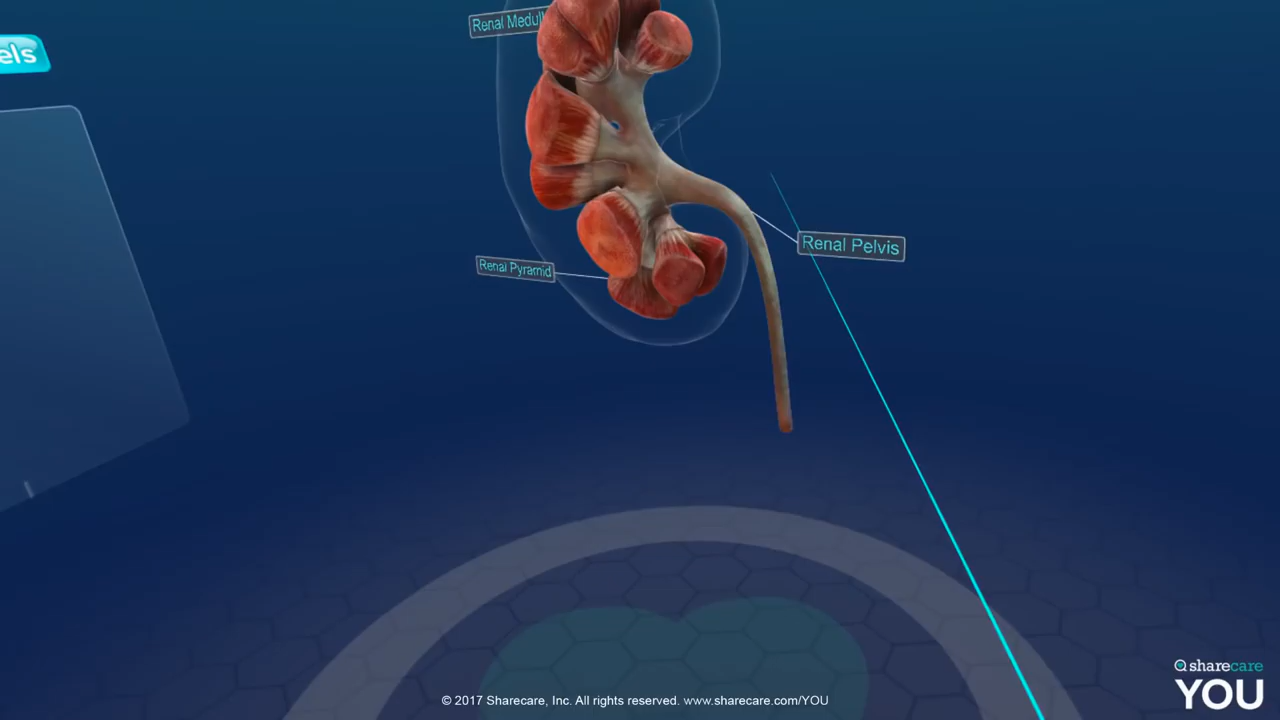 Renal Medull
els
Renal Pelvis
Renal Pyramid
sharecare
YOU
© 2017 Sharecare, Inc. All rights reserved. www.sharecare.com/YOU